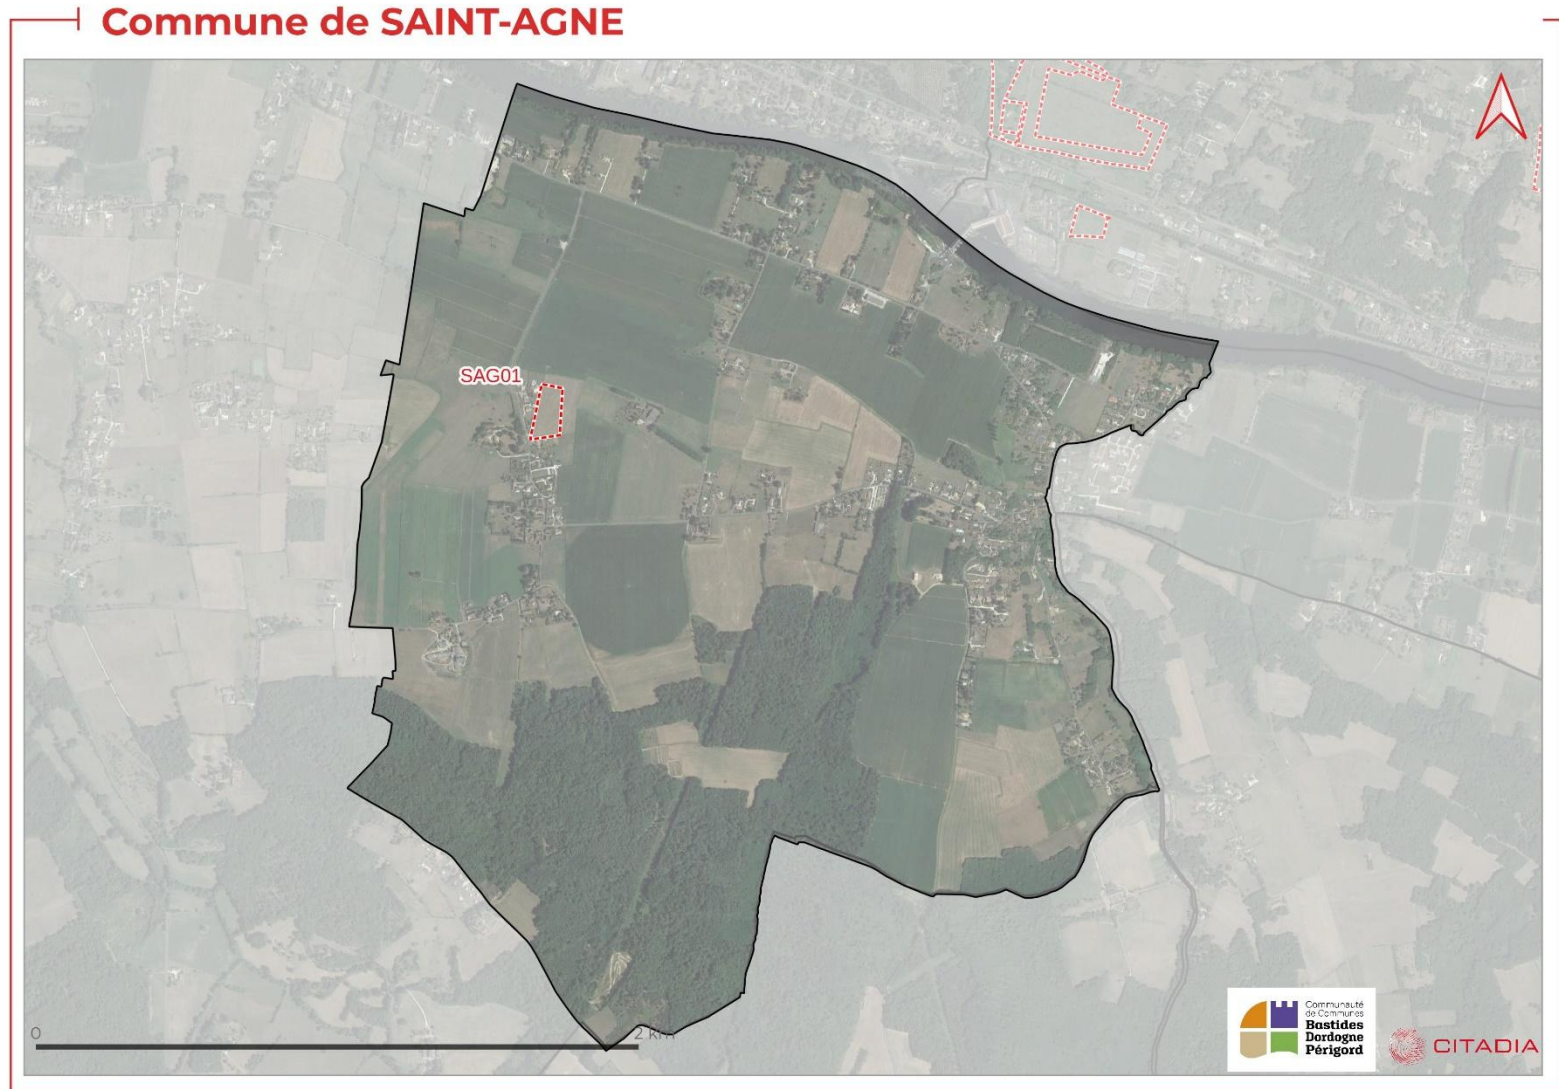 Commune de SAINT-AGNE
SAG01
0
2 km
Communauté
de Communes
Bastides
Dordogne
Périgord
CITADIA